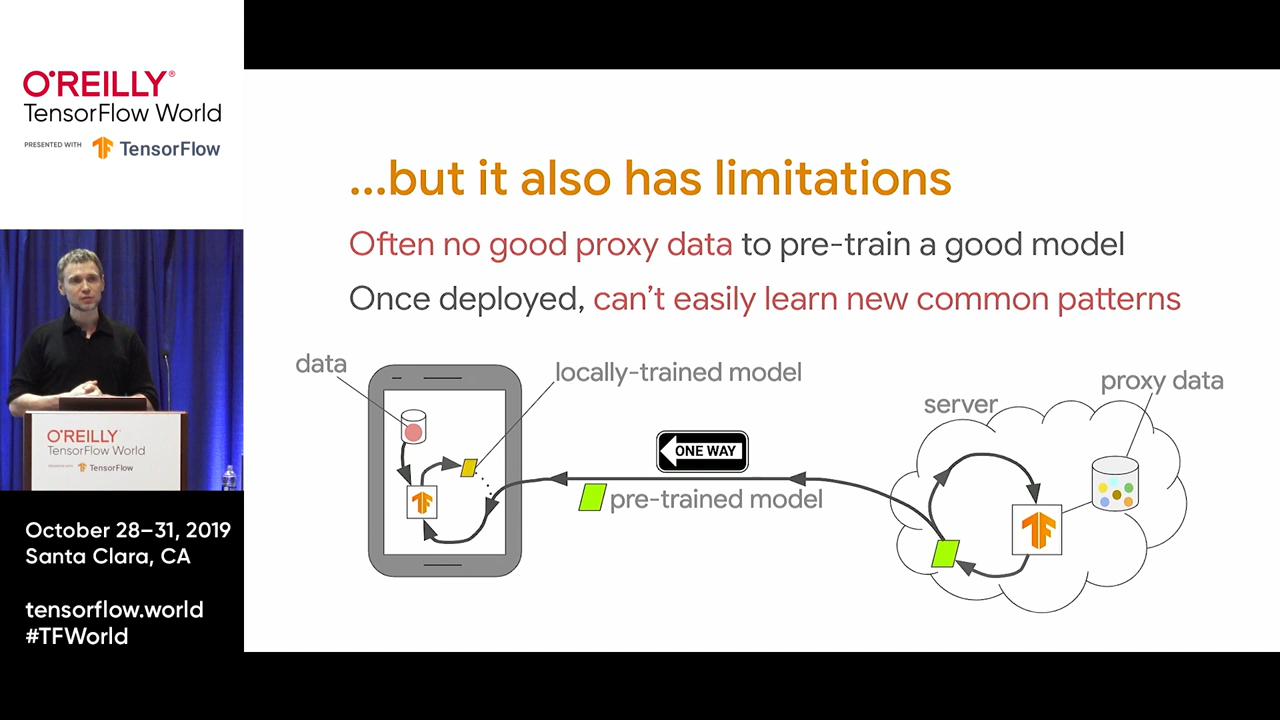 O'REILLY®
TensorFlow World
PRESENTED WITH TensorFlow
...but it also has limitations
Often no good proxy data to pre-train a good model
Once deployed, can't easily learn new common patterns
data
locally-trained model
server
proxy data
ONE WAY
pre-trained model
O'REILLY
TensorFlow World
TensorFlow
October 28–31, 2019
Santa Clara, CA
tensorflow.world
#TFWorld